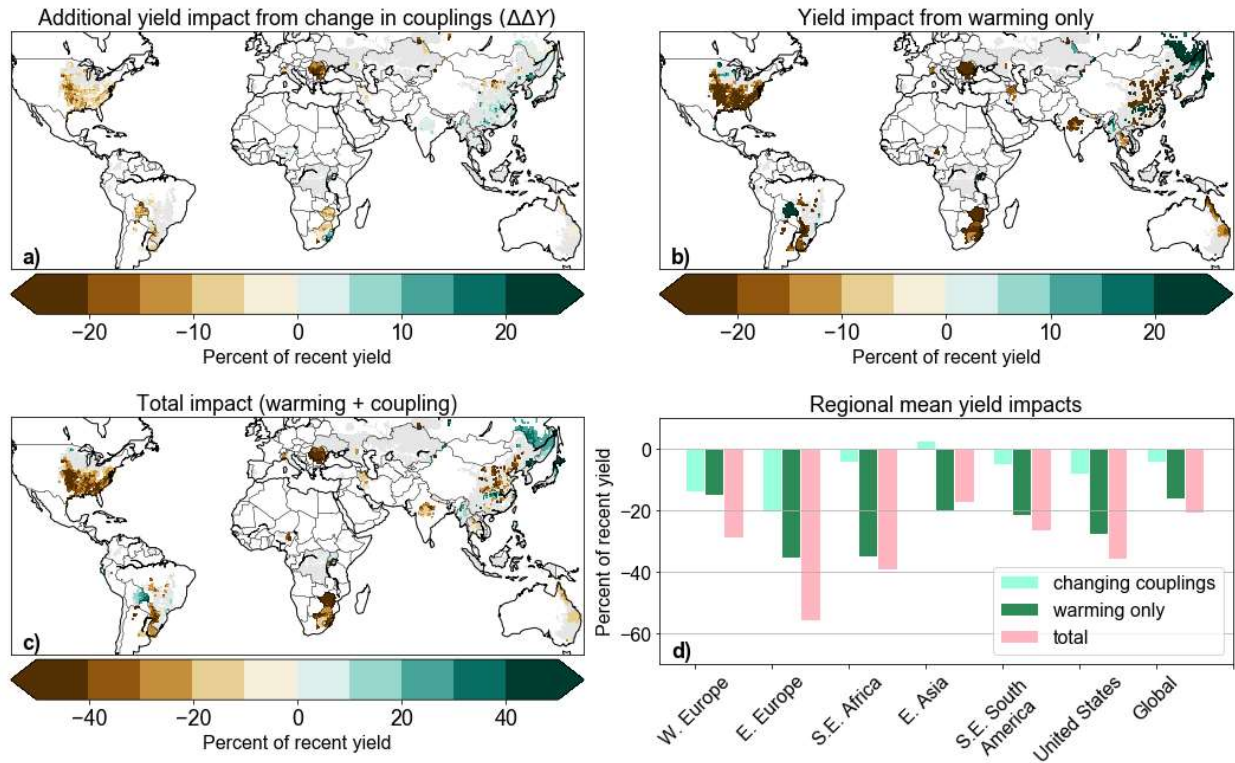 Additional yield impact from change in couplings (ΔΔY)
a)
−20 −10 0 10 20
Percent of recent yield
Yield impact from warming only
b)
−20 −10 0 10 20
Percent of recent yield
Total impact (warming + coupling)
c)
−40 −20 0 20 40
Percent of recent yield
Regional mean yield impacts
Percent of recent yield
0
−20
−40
−60
changing couplings
warming only
total
d)
W. Europe
E. Europe
S.E. Africa
E. Asia
S.E. South
America
United States
Global